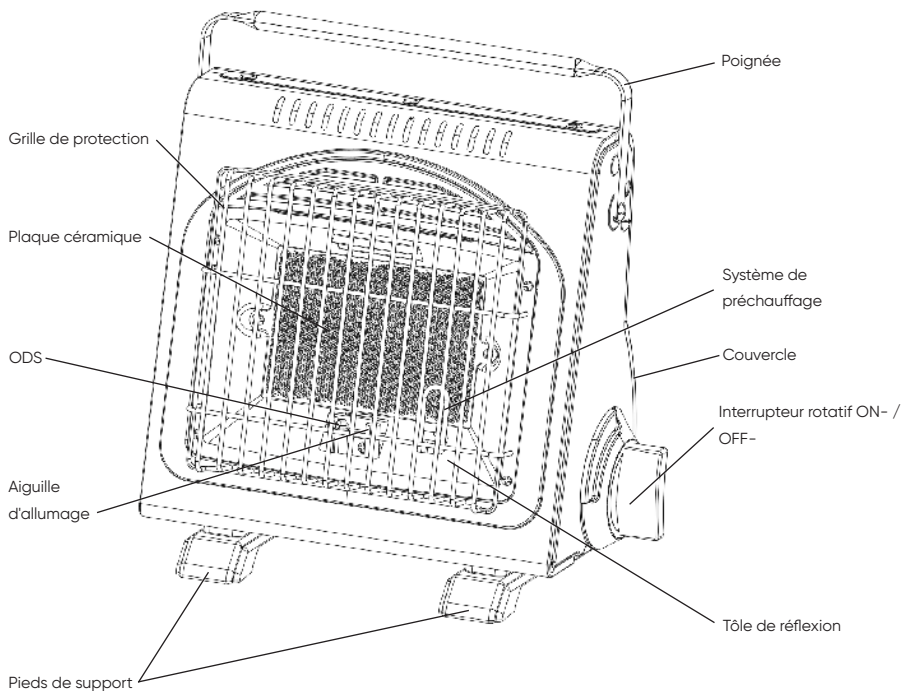 Poignée
Grille de protection
Plaque céramique
Système de
préchauffage
ODS
Couvercle
Interrupteur rotatif ON- /
OFF-
Aiguille
d'allumage
Tôle de réflexion
Pieds de support